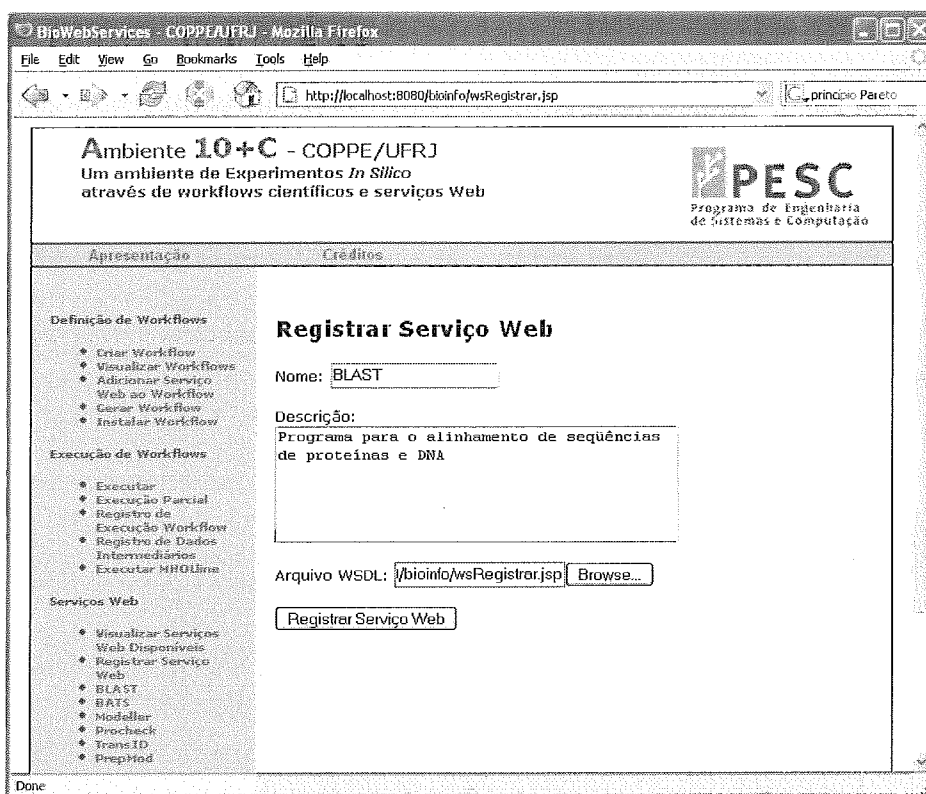 BioWebServices - COPPE/UFRJ - Mozilla Firefox
File Edit View Go Bookmarks Tools Help
http://localhost:8080/bioinfo/wsRegistrar.jsp
principio Pareto
Ambiente 10+C - COPPE/UFRJ
Um ambiente de Experimentos In Silico
através de workflows científicos e serviços Web
PESC
Programa de Engenharia
de Sistemas e Computação
Apresentação Créditos
Definição de Workflows
Criar Workflow
Visualizar Workflows
Adicionar Serviço
Web ao Workflow
Gerar Workflow
Instalar Workflow
Execução de Workflows
Executar
Execução Parcial
Registro de
Execução Workflow
Registro de Dados
Intermediários
Executar MHOLline
Serviços Web
Visualizar Serviços
Web Disponíveis
Registrar Serviço
Web
BLAST
BATS
Modeller
Procheck
TransID
PrepMod
Registrar Serviço Web
Nome: BLAST
Descrição:
Programa para o alinhamento de seqüências
de proteínas e DNA
Arquivo WSDL: l/bioinfo/wsRegistrar.jsp Browse...
Registrar Serviço Web
Done